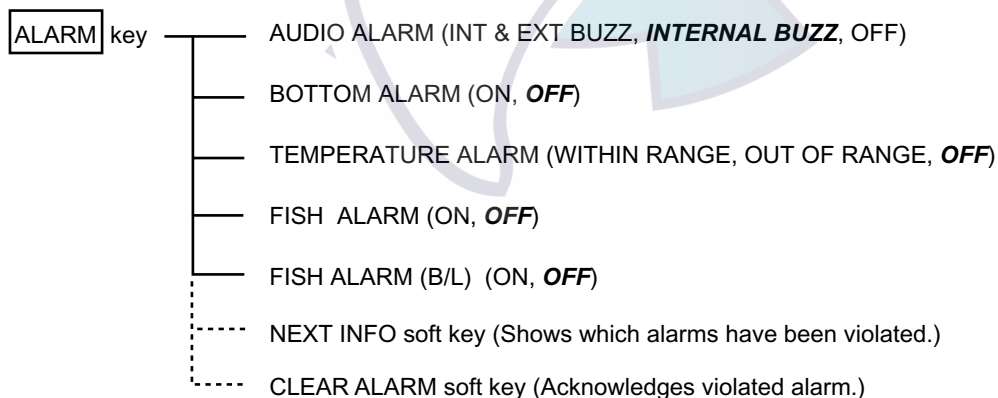 ALARM key
AUDIO ALARM (INT & EXT BUZZ, INTERNAL BUZZ, OFF)
BOTTOM ALARM (ON, OFF)
TEMPERATURE ALARM (WITHIN RANGE, OUT OF RANGE, OFF)
FISH ALARM (ON, OFF)
FISH ALARM (B/L) (ON, OFF)
NEXT INFO soft key (Shows which alarms have been violated.)
CLEAR ALARM soft key (Acknowledges violated alarm.)